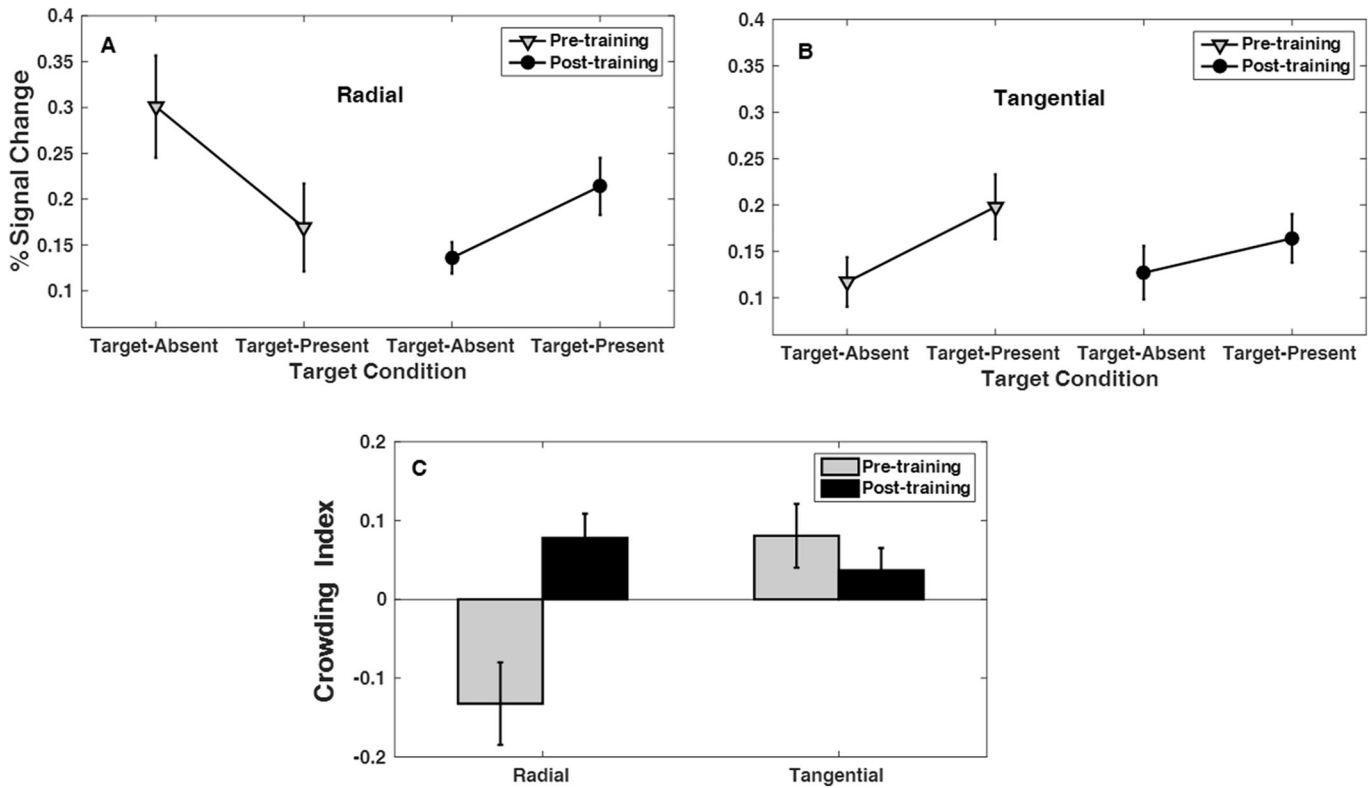 A
Pre-training
Post-training
Radial
% Signal Change
0.4
0.35
0.3
0.25
0.2
0.15
0.1
Target-Absent Target-Present Target-Absent Target-Present
Target Condition
B
Pre-training
Post-training
Tangential
0.4
0.35
0.3
0.25
0.2
0.15
0.1
Target-Absent Target-Present Target-Absent Target-Present
Target Condition
C
Pre-training
Post-training
Crowding Index
0.2
0.1
0
-0.1
-0.2
Radial Tangential